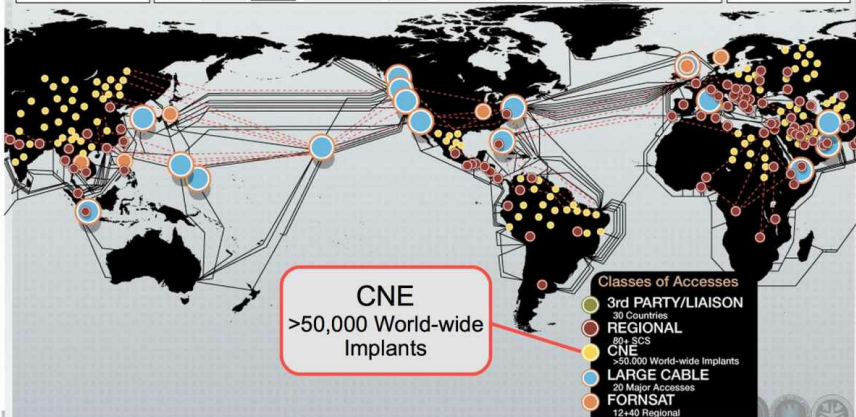 CNE
>50,000 World-wide
Implants
Classes of Accesses
3rd PARTY/LIAISON
30 Countries
REGIONAL
80+ SCS
CNE
>50.000 World-wide Implants
LARGE CABLE
20 Major Accesses
FORNSAT
12+40 Regional